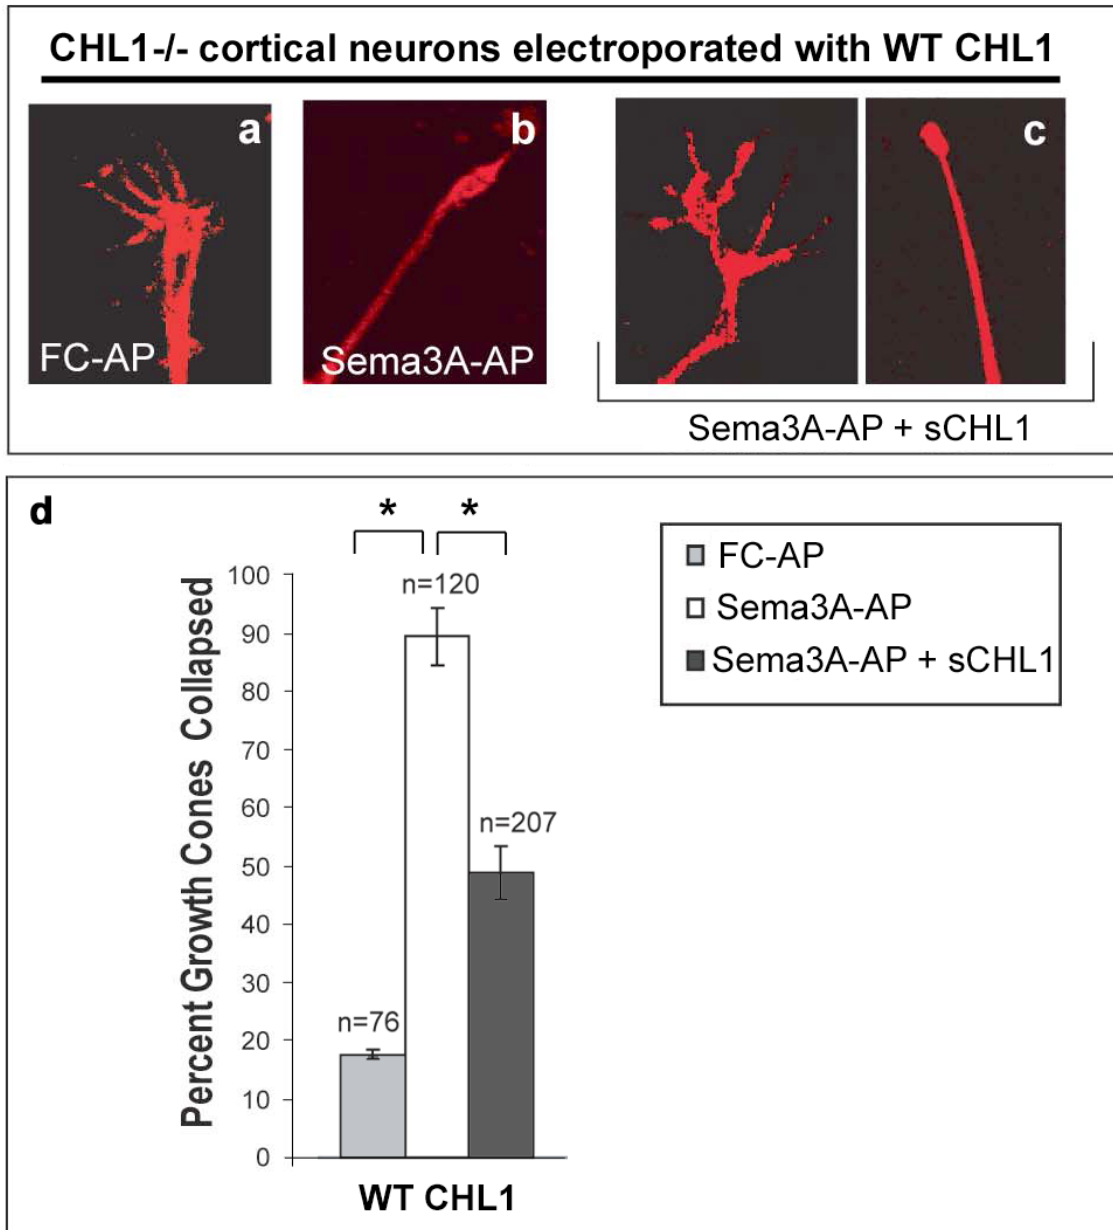 CHL1-/- cortical neurons electroporated with WT CHL1
a
b
c
FC-AP
Sema3A-AP
Sema3A-AP + sCHL1
d
*
*
Percent Growth Cones Collapsed
100
90
80
70
60
50
40
30
20
10
0
n=76
n=120
n=207
WT CHL1
FC-AP
Sema3A-AP
Sema3A-AP + sCHL1